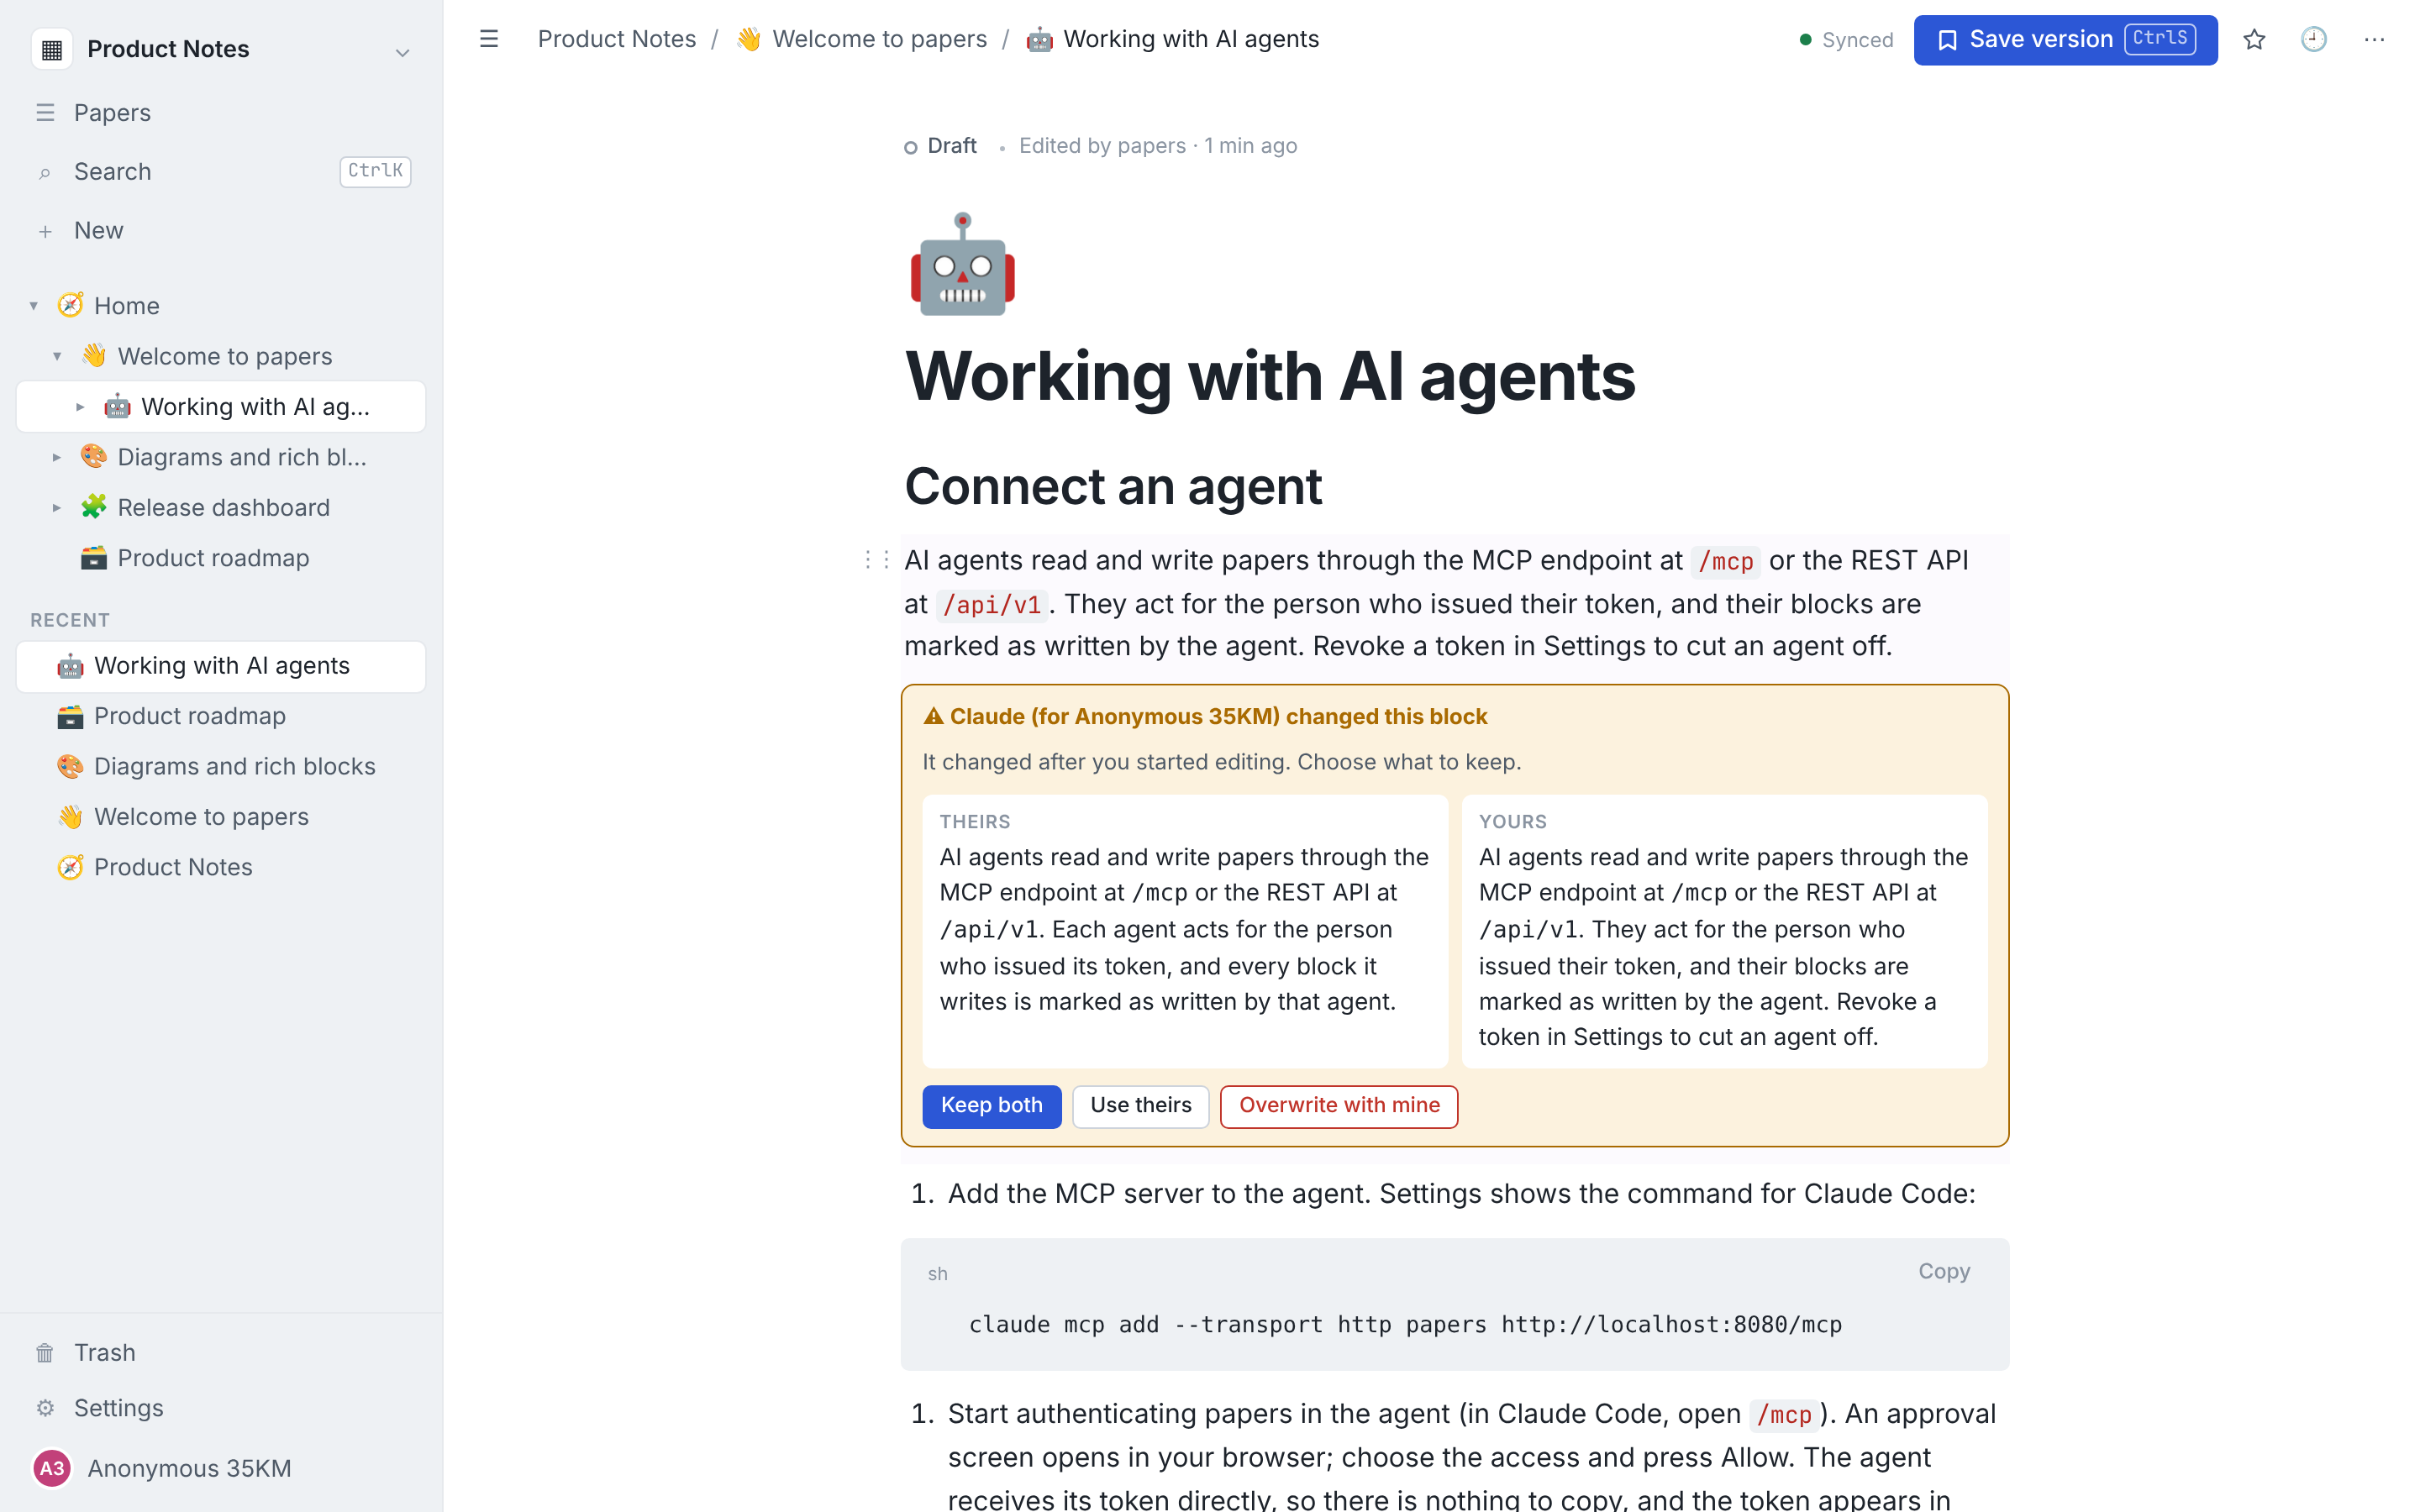 Product Notes
Papers
Search CtrlK
New
Home
Welcome to papers
Working with AI ag...
Diagrams and rich bl...
Release dashboard
Product roadmap
RECENT
Working with AI agents
Product roadmap
Diagrams and rich blocks
Welcome to papers
Product Notes
Trash
Settings
A3 Anonymous 35KM
Product Notes / Welcome to papers / Working with AI agents
Synced
Save version CtrlS
Draft • Edited by papers · 1 min ago
Working with AI agents
Connect an agent
AI agents read and write papers through the MCP endpoint at /mcp or the REST API
at /api/v1. They act for the person who issued their token, and their blocks are
marked as written by the agent. Revoke a token in Settings to cut an agent off.
Claude (for Anonymous 35KM) changed this block
It changed after you started editing. Choose what to keep.
THEIRS
AI agents read and write papers through the
MCP endpoint at /mcp or the REST API at
/api/v1. Each agent acts for the person
who issued its token, and every block it
writes is marked as written by that agent.
YOURS
AI agents read and write papers through the
MCP endpoint at /mcp or the REST API at
/api/v1. They act for the person who
issued their token, and their blocks are
marked as written by the agent. Revoke a
token in Settings to cut an agent off.
Keep both
Use theirs
Overwrite with mine
1. Add the MCP server to the agent. Settings shows the command for Claude Code:
sh
Copy
claude mcp add --transport http papers http://localhost:8080/mcp
1. Start authenticating papers in the agent (in Claude Code, open /mcp). An approval
screen opens in your browser; choose the access and press Allow. The agent
receives its token directly, so there is nothing to copy, and the token appears in